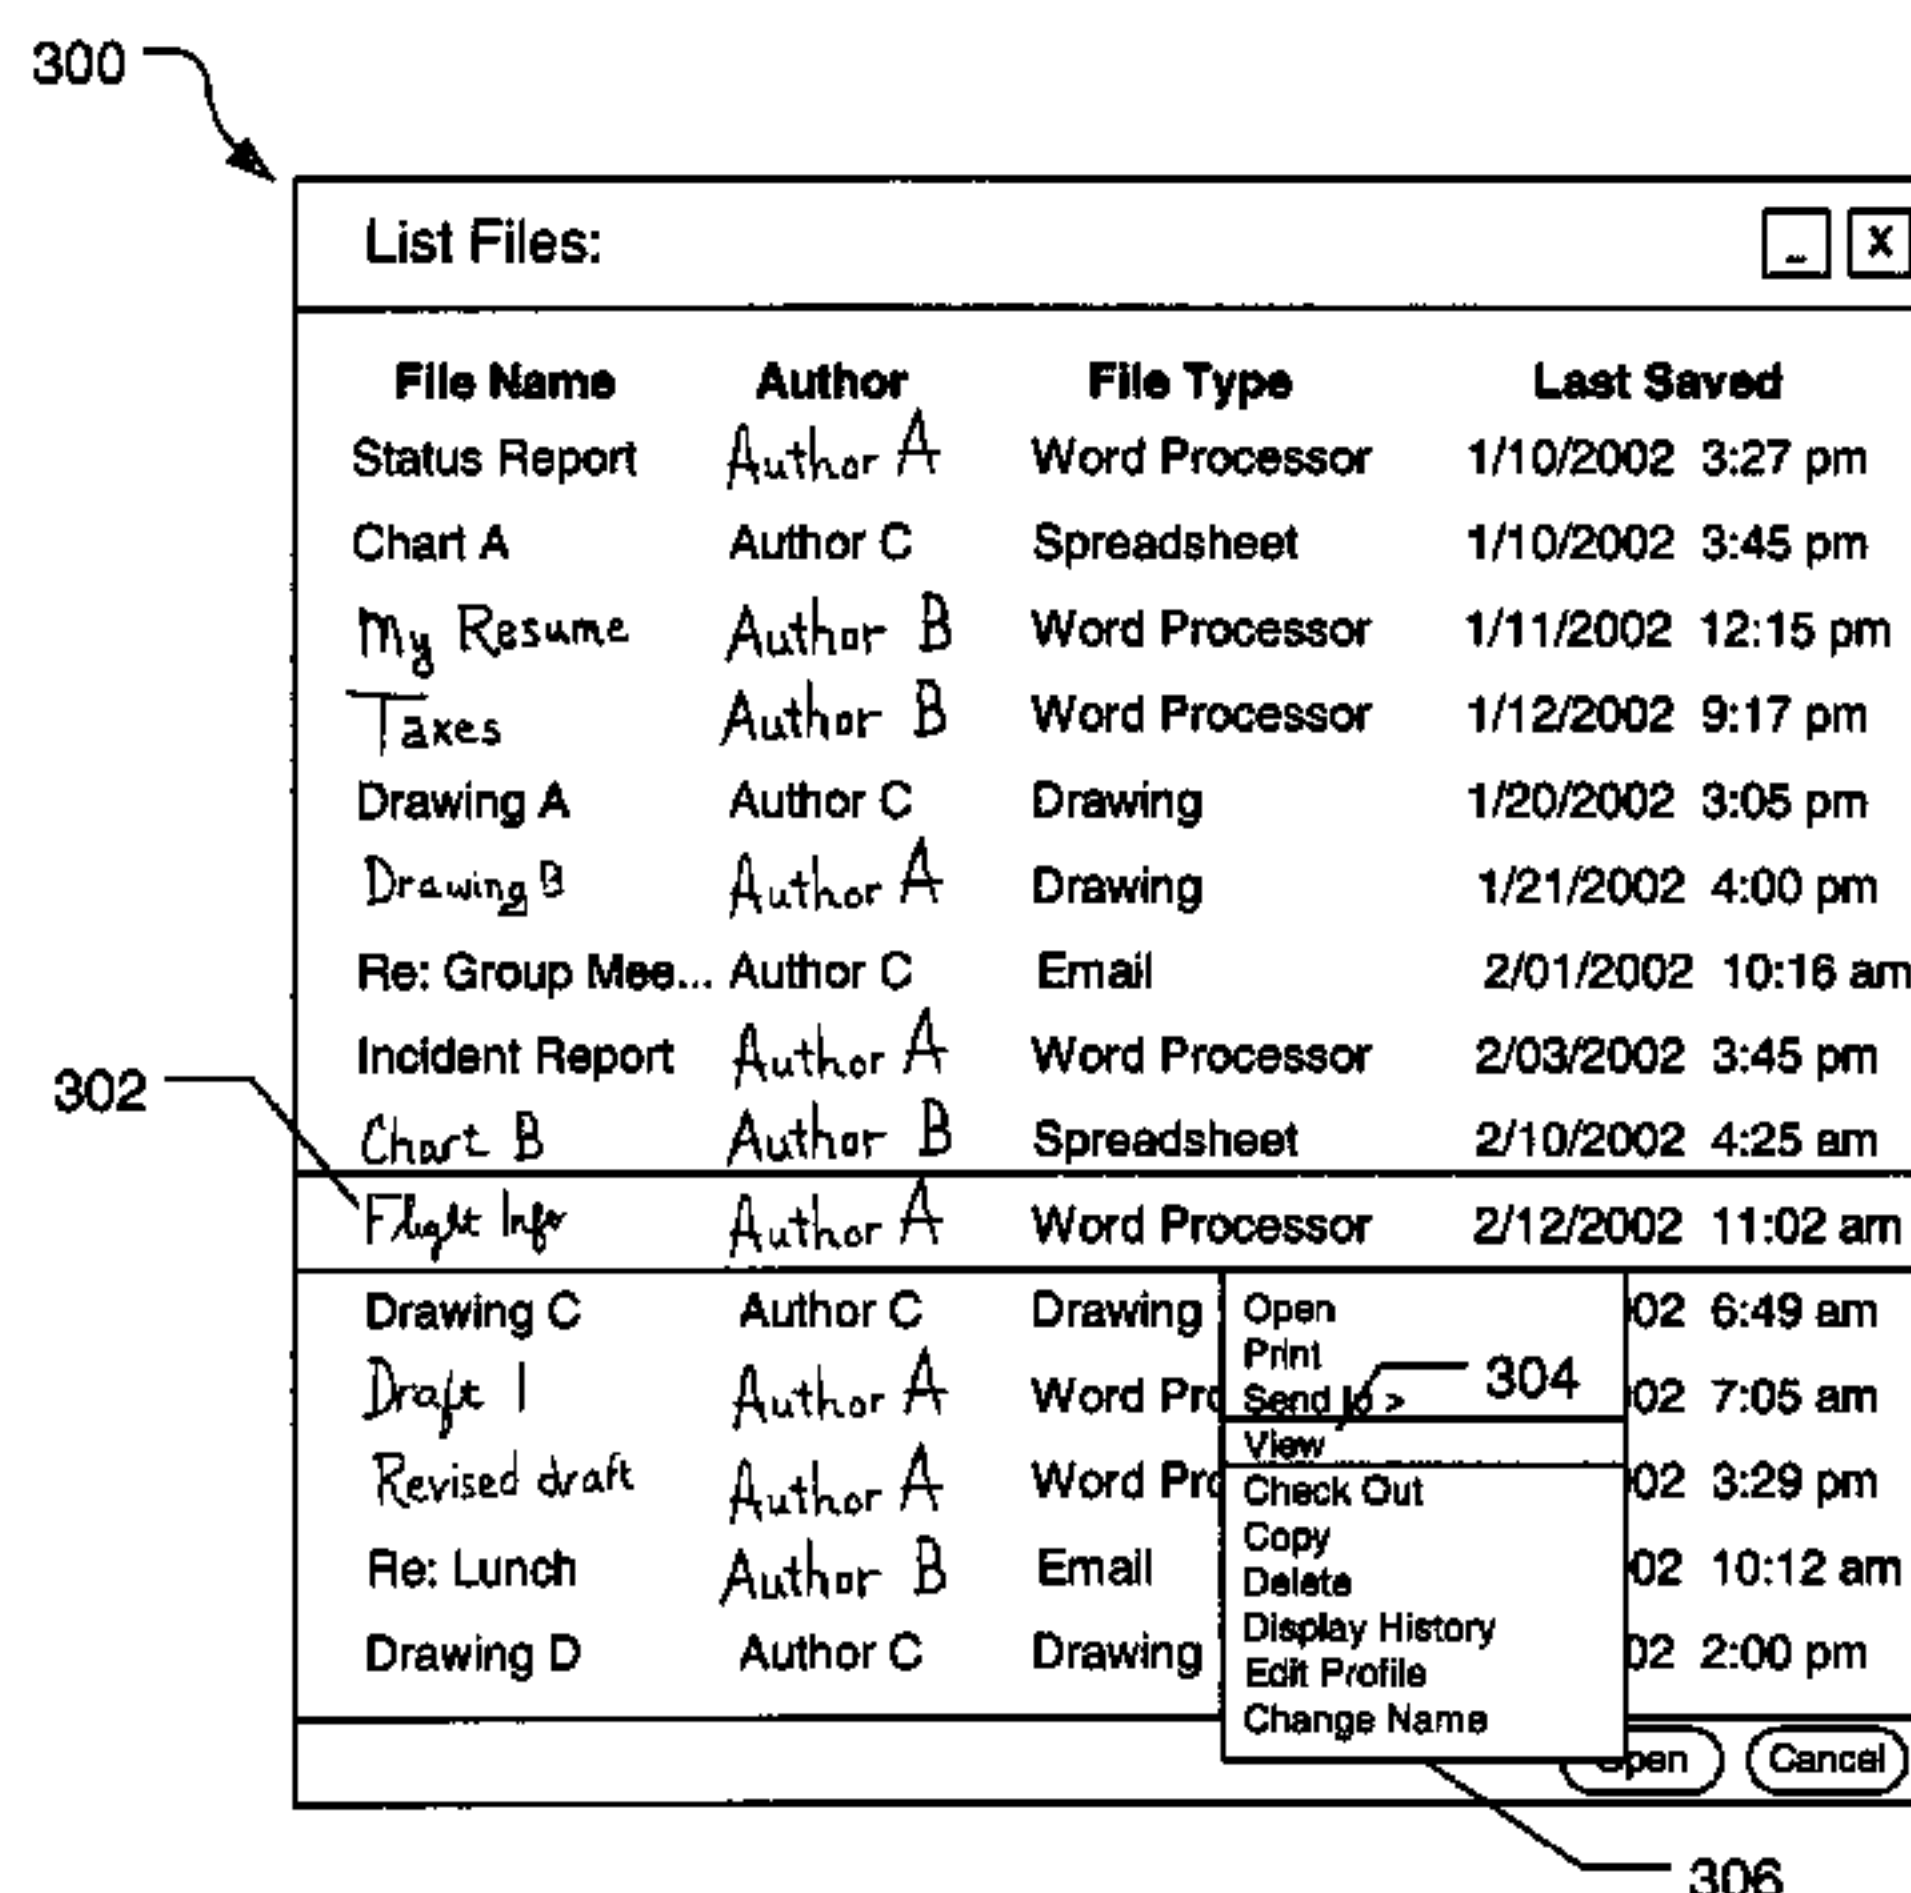 300
List Files: _ X
File Name Author File Type Last Saved
Status Report Author A Word Processor 1/10/2002 3:27 pm
Chart A Author C Spreadsheet 1/10/2002 3:45 pm
My Resume Author B Word Processor 1/11/2002 12:15 pm
Taxes Author B Word Processor 1/12/2002 9:17 pm
Drawing A Author C Drawing 1/20/2002 3:05 pm
Drawing B Author A Drawing 1/21/2002 4:00 pm
Re: Group Mee... Author C Email 2/01/2002 10:16 am
Incident Report Author A Word Processor 2/03/2002 3:45 pm
302
Chart B Author B Spreadsheet 2/10/2002 4:25 am
Flight Info Author A Word Processor 2/12/2002 11:02 am
Drawing C Author C Drawing 02 6:49 am
Draft 1 Author A Word Pro 02 7:05 am
Revised draft Author A Word Pro 02 3:29 pm
Re: Lunch Author B Email 02 10:12 am
Drawing D Author C Drawing 02 2:00 pm
Open
Print
Send to > 304
View
Check Out
Copy
Delete
Display History
Edit Profile
Change Name
Open Cancel
306